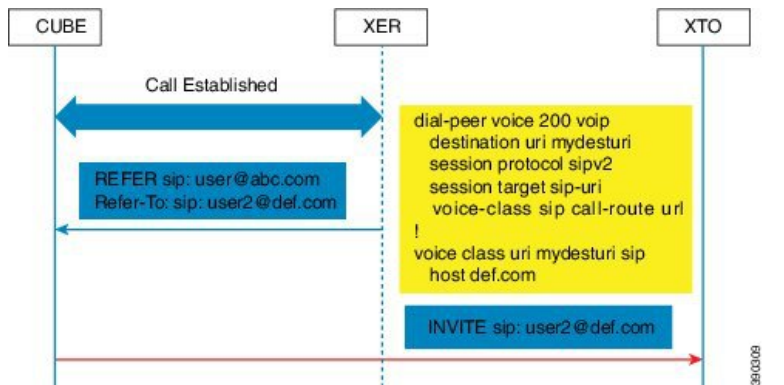 CUBE
XER
XTO
Call Established
REFER sip: user@abc.com
Refer-To: sip: user2@def.com
dial-peer voice 200 voip
destination uri mydesturi
session protocol sipv2
session target sip-uri
voice-class sip call-route url
!
voice class uri mydesturi sip
host def.com
INVITE sip: user2@def.com
390309